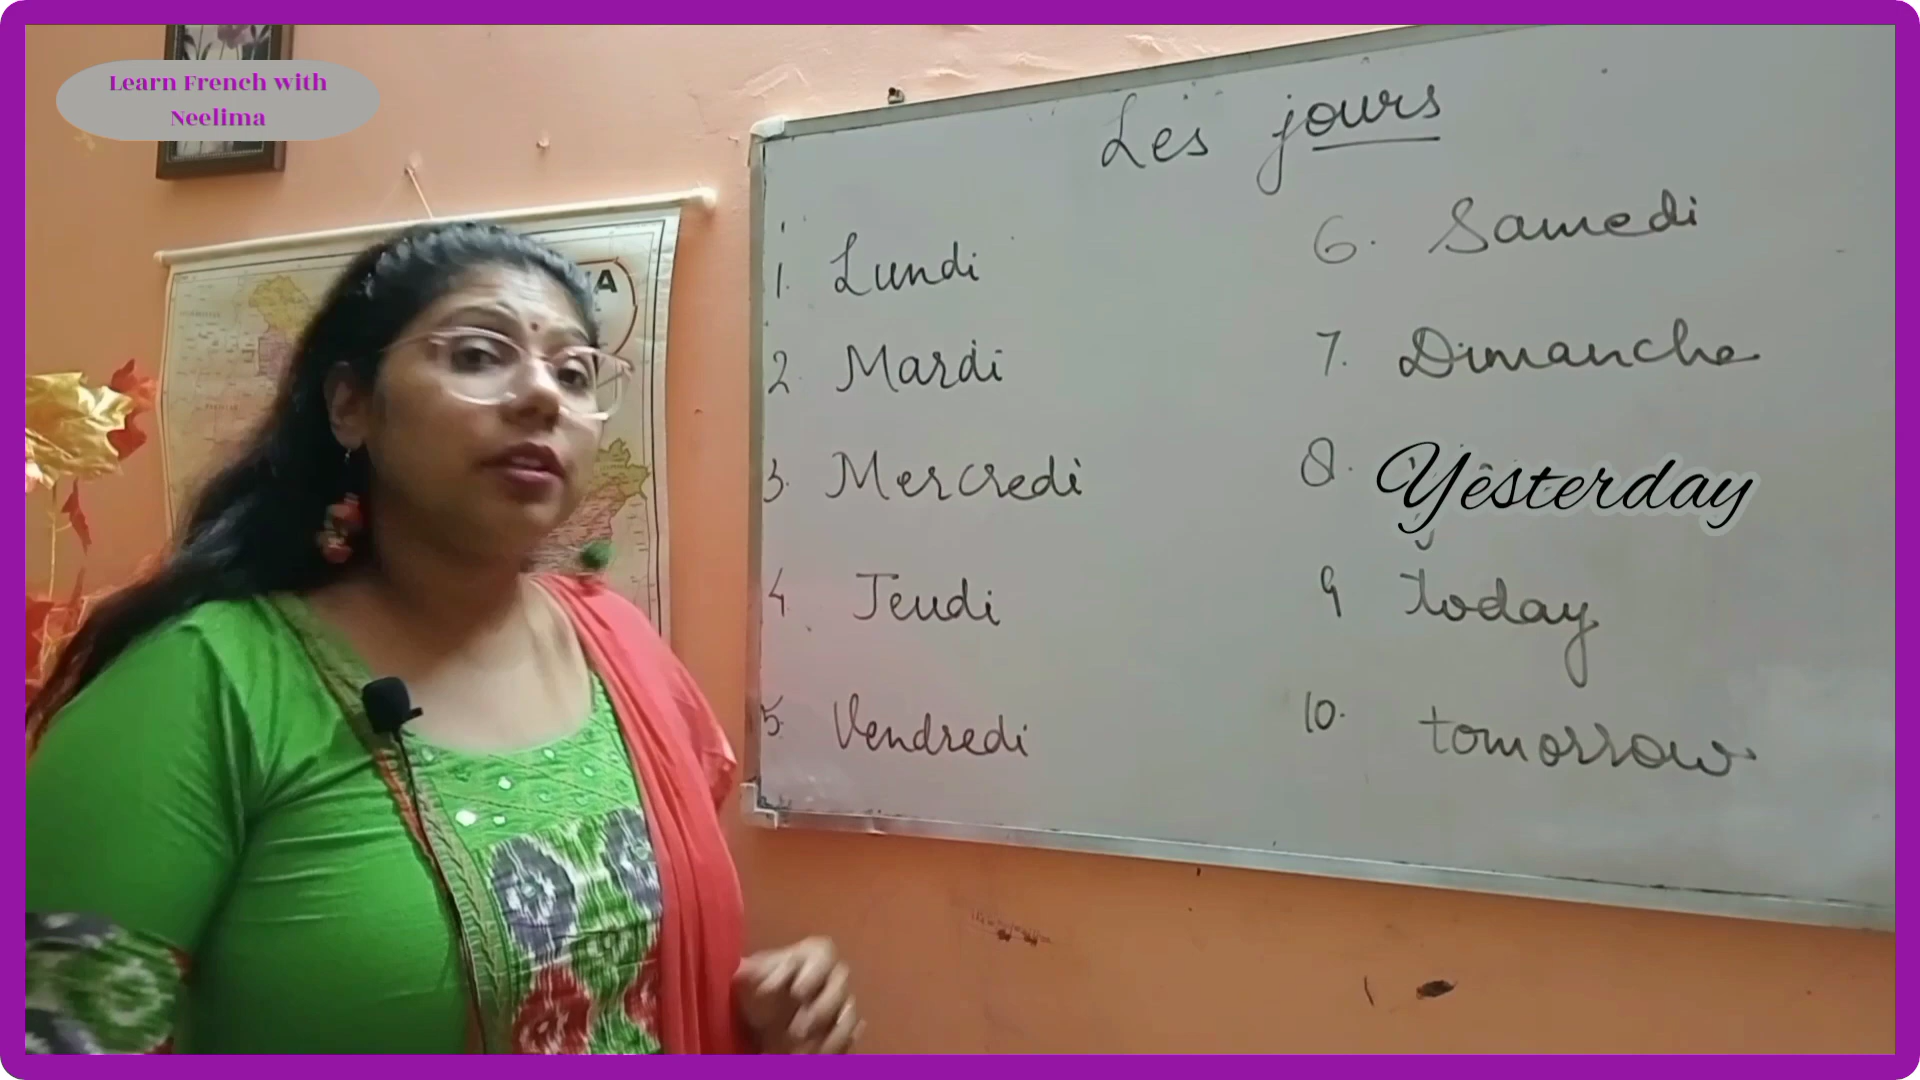 Learn French with
Neelima
A
Les jours
1. Lundi
2. Mardi
3. Mercredi
4 Jeudi
5. Vendredi
6. Samedi
7. Dimanche
8. Yesterday
9 today
10. tomorrow